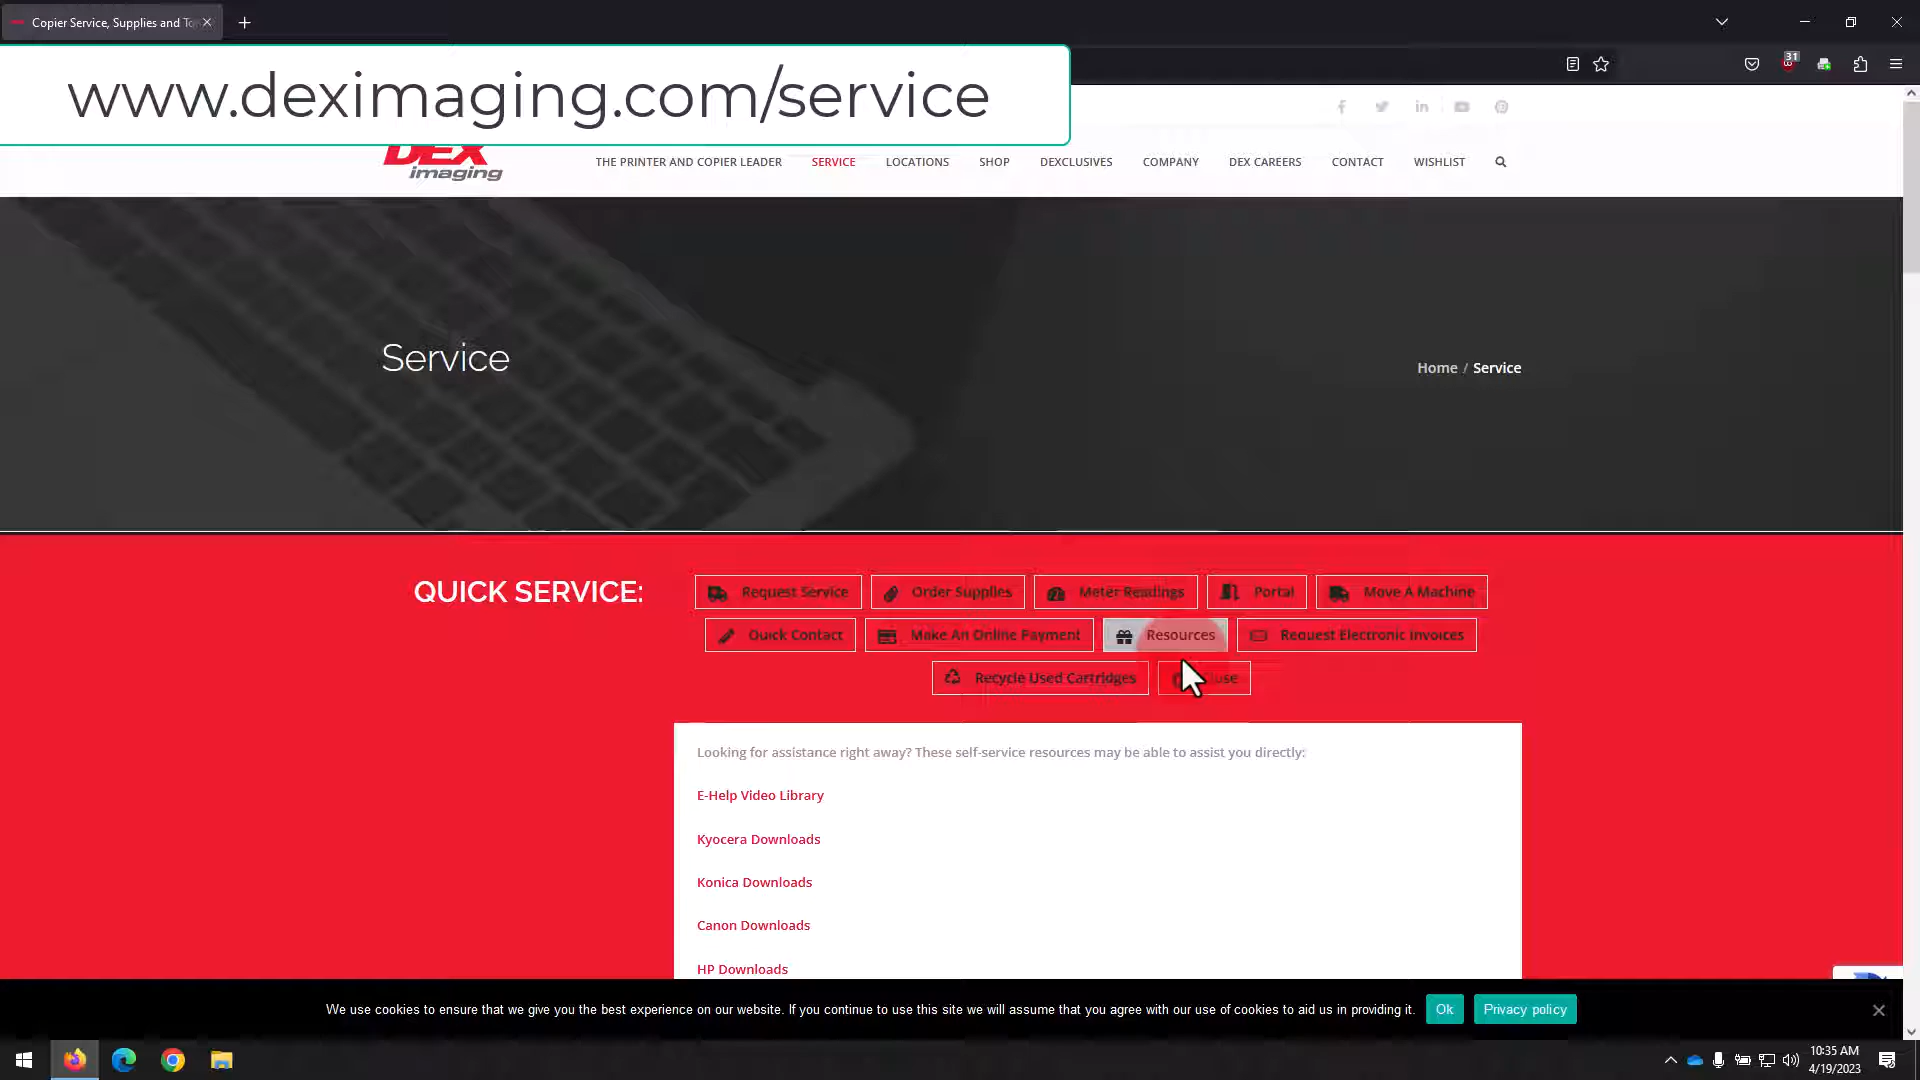 Copier Service, Supplies and To
31
www.deximaging.com/service
DEX
imaging
THE PRINTER AND COPIER LEADER
SERVICE
LOCATIONS
SHOP
DEXCLUSIVES
COMPANY
DEX CAREERS
CONTACT
WISHLIST
Service
Home / Service
QUICK SERVICE:
Request Service
Order Supplies
Meter Readings
Portal
Move A Machine
Quick Contact
Make An Online Payment
Resources
Request Electronic Invoices
Recycle Used Cartridges
Looking for assistance right away? These self-service resources may be able to assist you directly:
E-Help Video Library
Kyocera Downloads
Konica Downloads
Canon Downloads
HP Downloads
We use cookies to ensure that we give you the best experience on our website. If you continue to use this site we will assume that you agree with our use of cookies to aid us in providing it.
Ok
Privacy policy
10:35 AM
4/19/2023